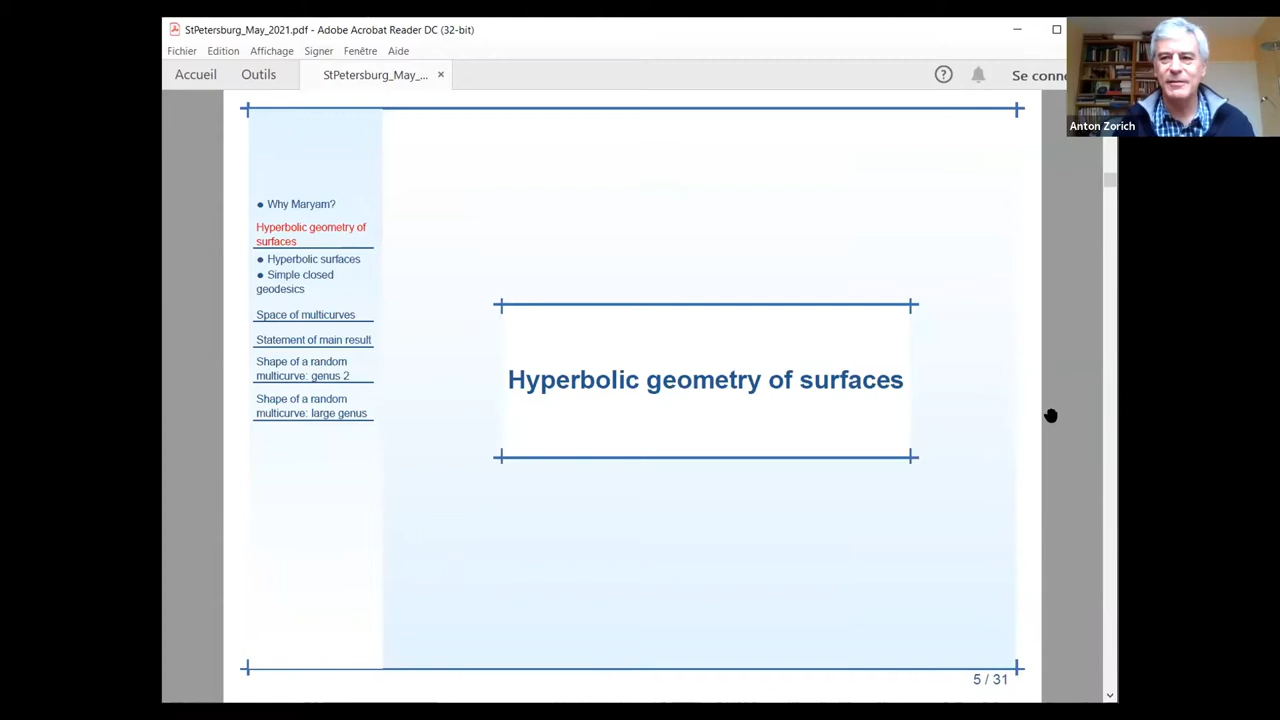 StPetersburg_May_2021.pdf - Adobe Acrobat Reader DC (32-bit)
Fichier Edition Affichage Signer Fenêtre Aide
Accueil Outils StPetersburg_May_... × ? Se conne
Anton Zorich
• Why Maryam?
Hyperbolic geometry of
surfaces
• Hyperbolic surfaces
• Simple closed
geodesics
Space of multicurves
Statement of main result
Shape of a random
multicurve: genus 2
Shape of a random
multicurve: large genus
Hyperbolic geometry of surfaces
5 / 31